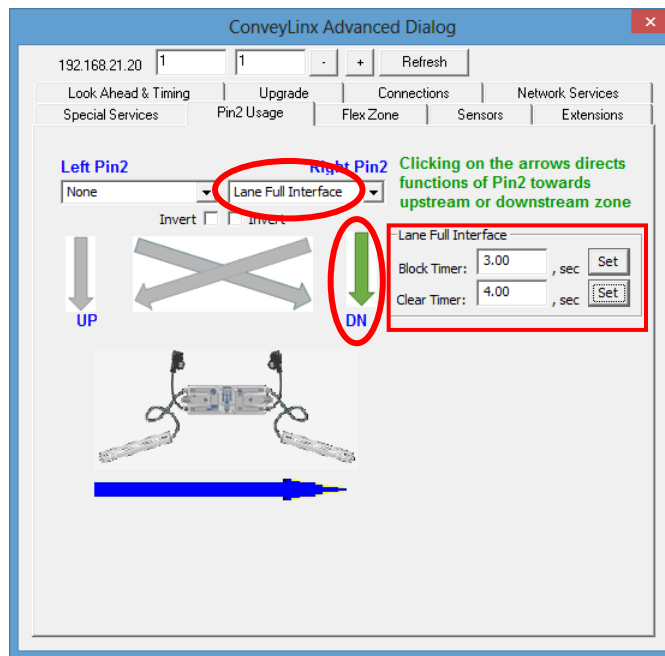 ConveyLinx Advanced Dialog
192.168.21.20 1 1 - + Refresh
Look Ahead & Timing Upgrade Connections Network Services
Special Services Pin2 Usage Flex Zone Sensors Extensions
Left Pin2 Right Pin2
None Lane Full Interface
Invert Invert
UP DN
Clicking on the arrows directs
functions of Pin2 towards
upstream or downstream zone
Lane Full Interface
Block Timer: 3.00 , sec Set
Clear Timer: 4.00 , sec Set